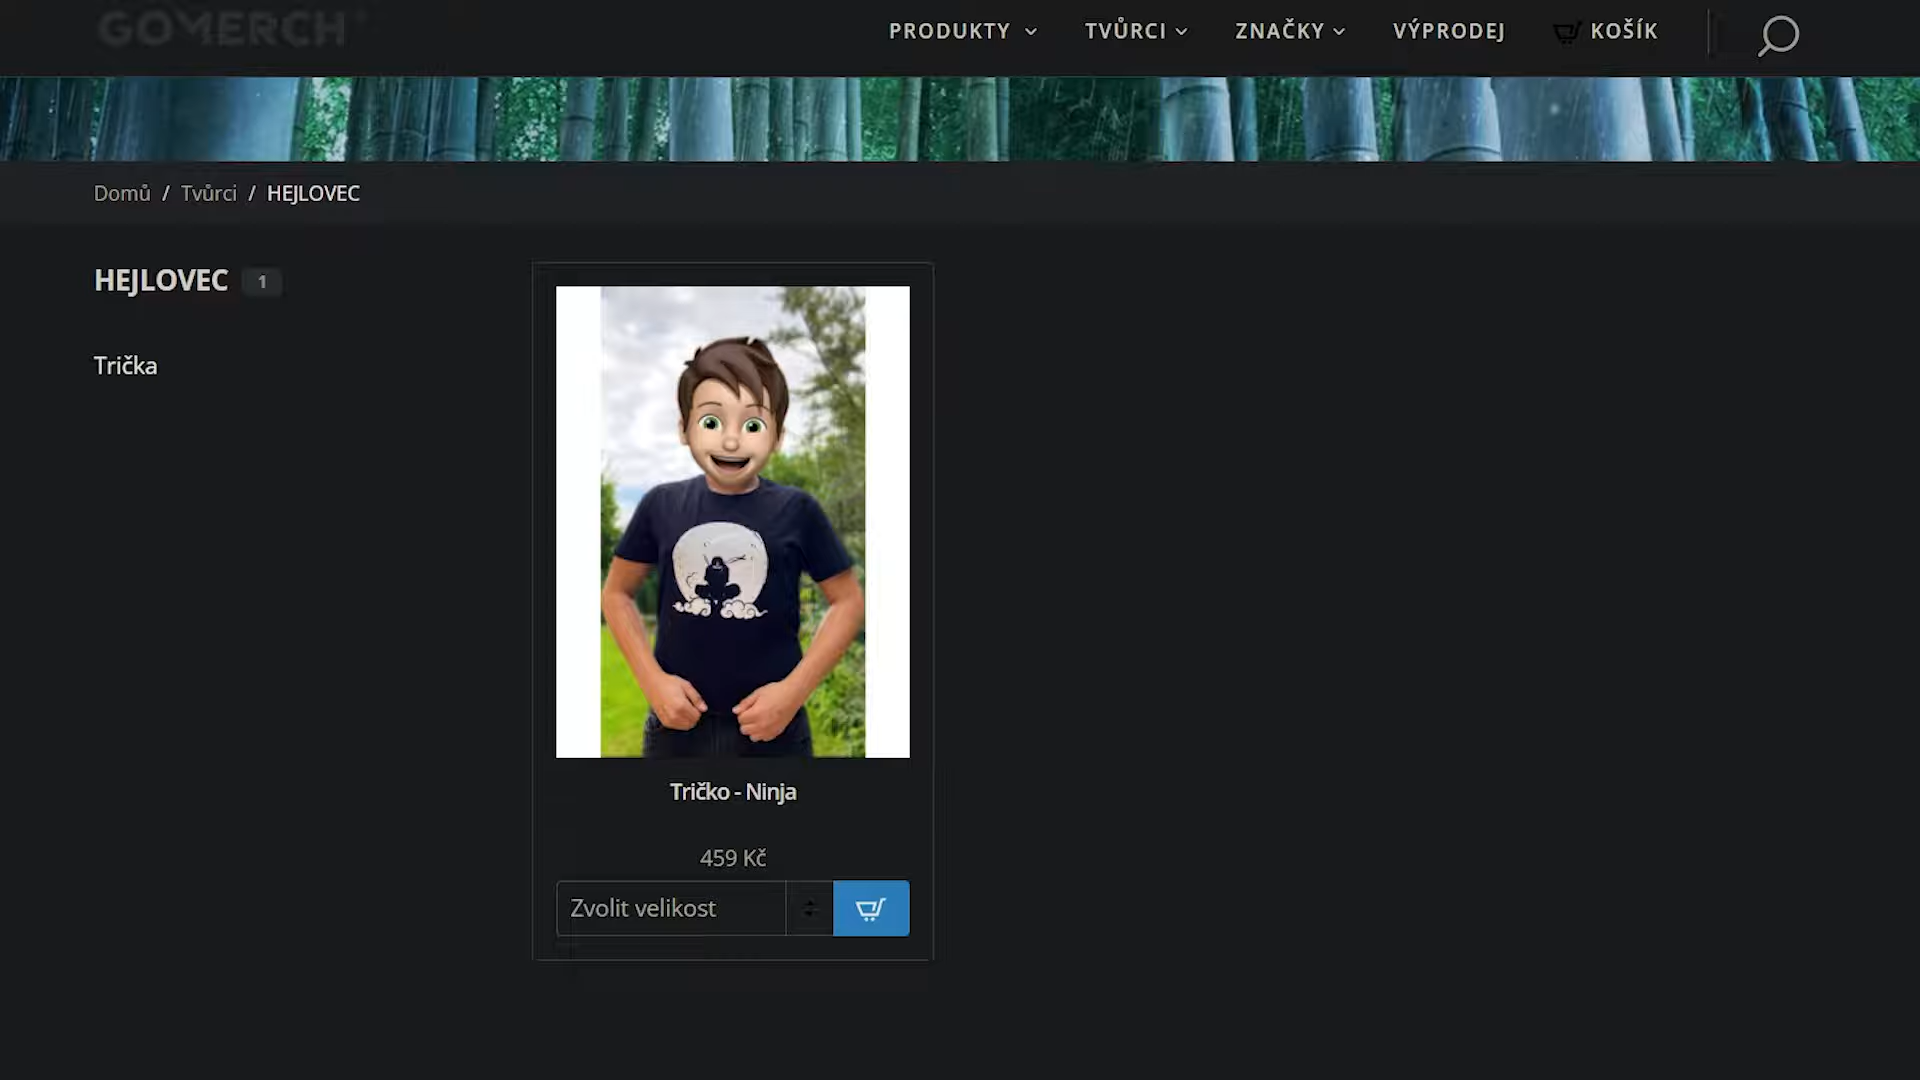 GOMERCH
PRODUKTY
TVŮRCI
ZNAČKY
VÝPRODEJ
KOŠÍK
Domů / Tvůrci / HEJLOVEC
HEJLOVEC 1
Trička
Tričko - Ninja
459 Kč
Zvolit velikost